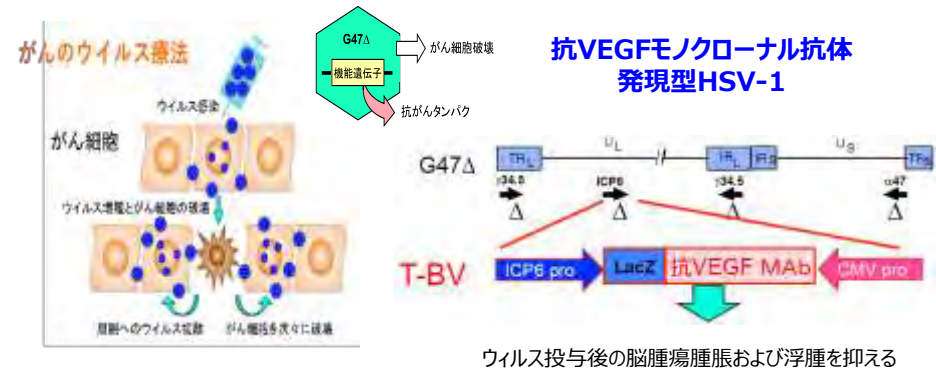 がんのウイルス療法
ウイルス感染
がん細胞
ウイルス増殖とがん細胞の破壊
周囲へのウイルス拡散
がん細胞を次々に破壊
G47Δ
機能遺伝子
がん細胞破壊
抗がんタンパク
抗VEGFモノクローナル抗体
発現型HSV-1
G47Δ
TRL
UL
IRL
IRS
US
TRS
γ34.5
ICP6
γ34.5
α47
Δ
Δ
Δ
Δ
T-BV
ICP6 pro
LacZ
抗VEGF MAb
CMV pro
ウィルス投与後の脳腫瘍腫脹および浮腫を抑える